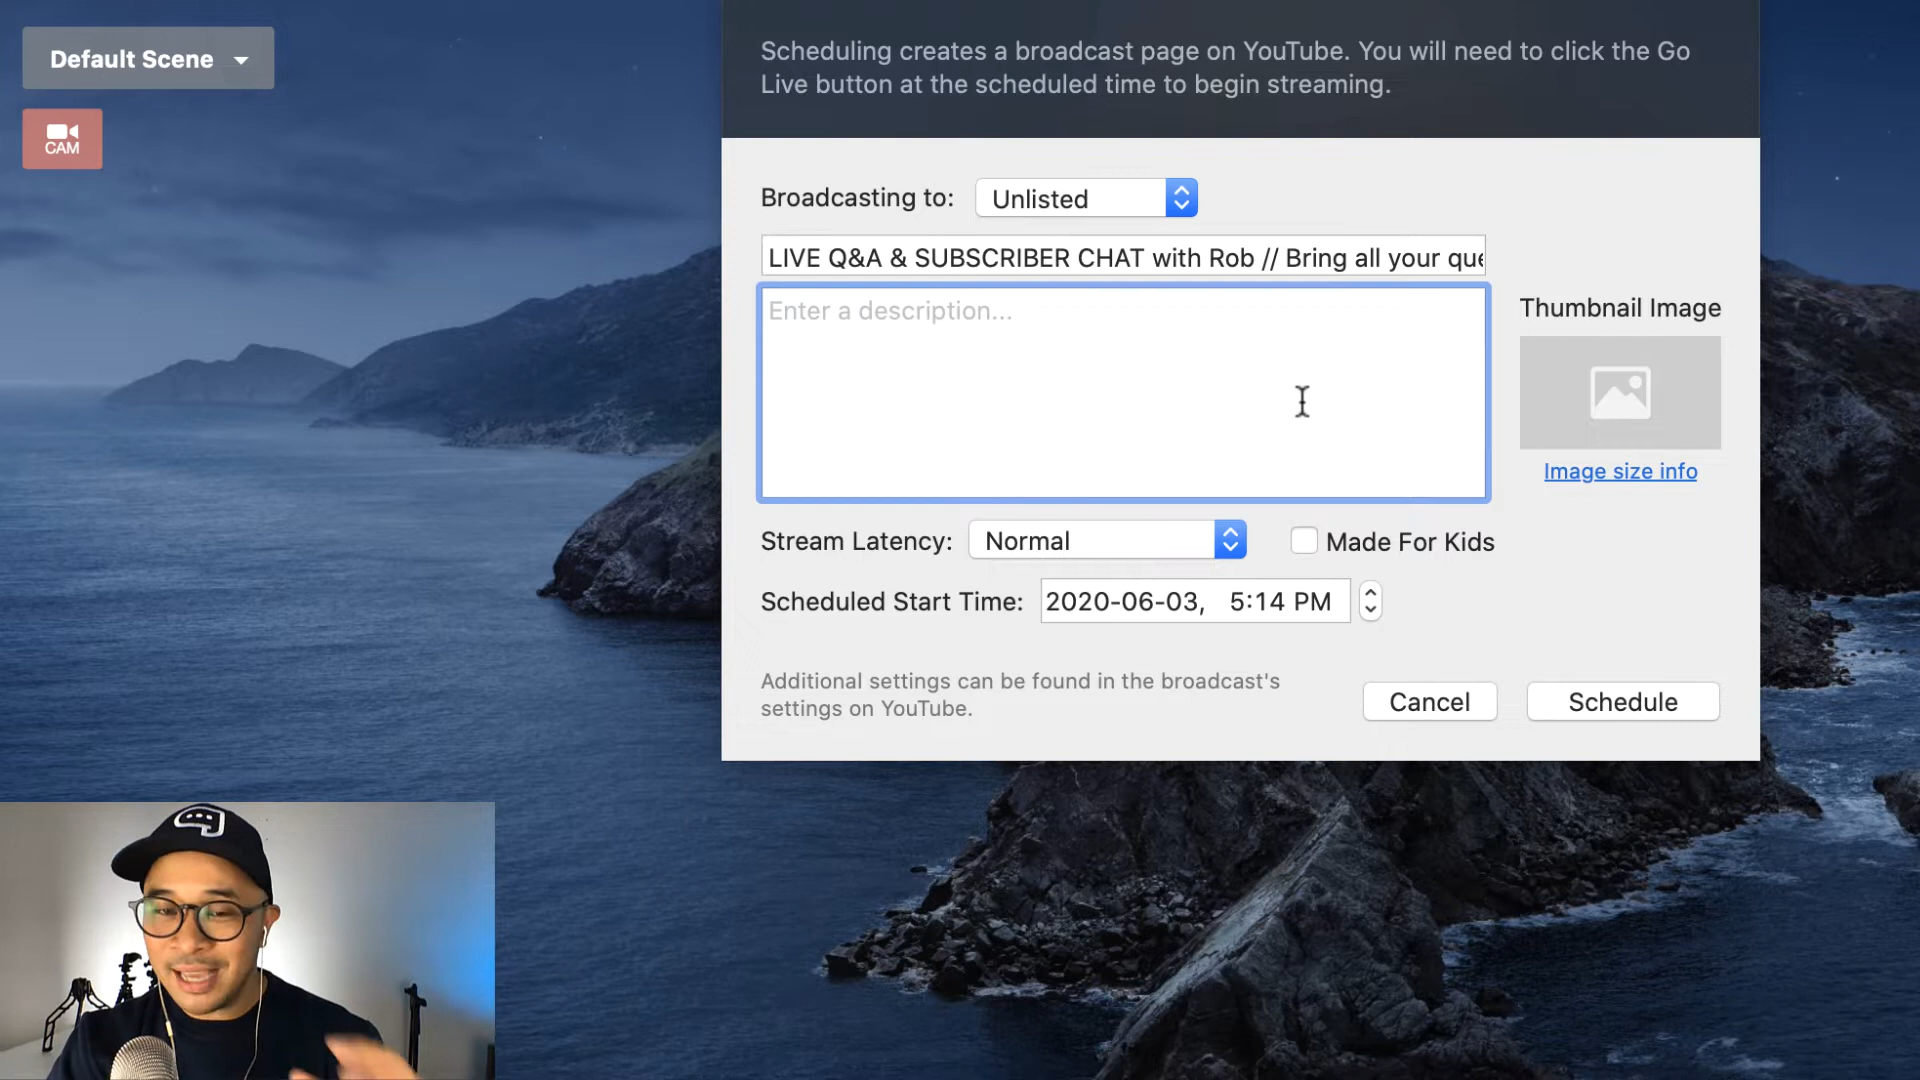 Default Scene
CAM
Scheduling creates a broadcast page on YouTube. You will need to click the Go
Live button at the scheduled time to begin streaming.
Broadcasting to: Unlisted
LIVE Q&A & SUBSCRIBER CHAT with Rob // Bring all your que
Enter a description...
Thumbnail Image
Image size info
Stream Latency: Normal Made For Kids
Scheduled Start Time: 2020-06-03, 5:14 PM
Additional settings can be found in the broadcast's
settings on YouTube.
Cancel Schedule